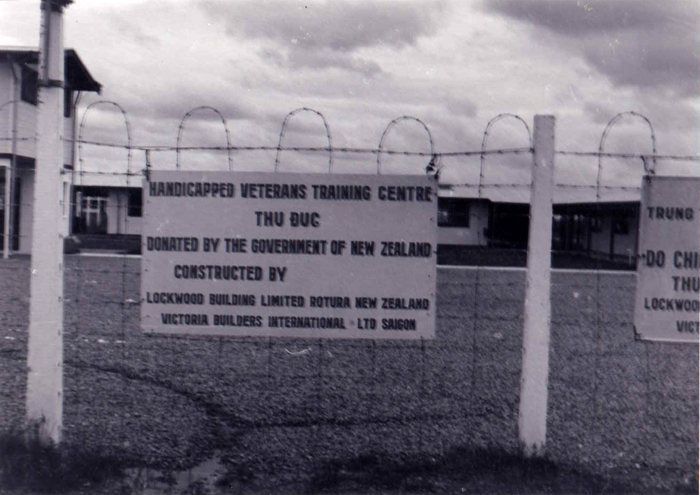 HANDICAPPED VETERANS TRAINING CENTRE
THU ĐUC
DONATED BY THE GOVERNMENT OF NEW ZEALAND
CONSTRUCTED BY
LOCKWOOD BUILDING LIMITED ROTURA NEW ZEALAND
VICTORIA BUILDERS INTERNATIONAL - LTD SAIGON
TRUNG
DO CHI
THU
LOCKWOOD
VICT